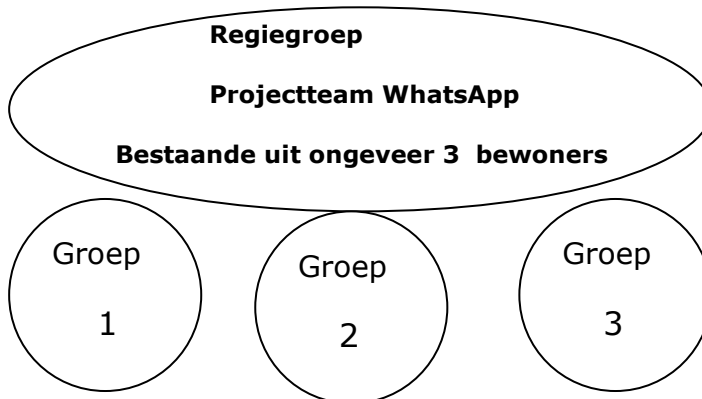 Regiegroep
Projectteam WhatsApp
Bestaande uit ongeveer 3 bewoners
Groep
1
Groep
2
Groep
3